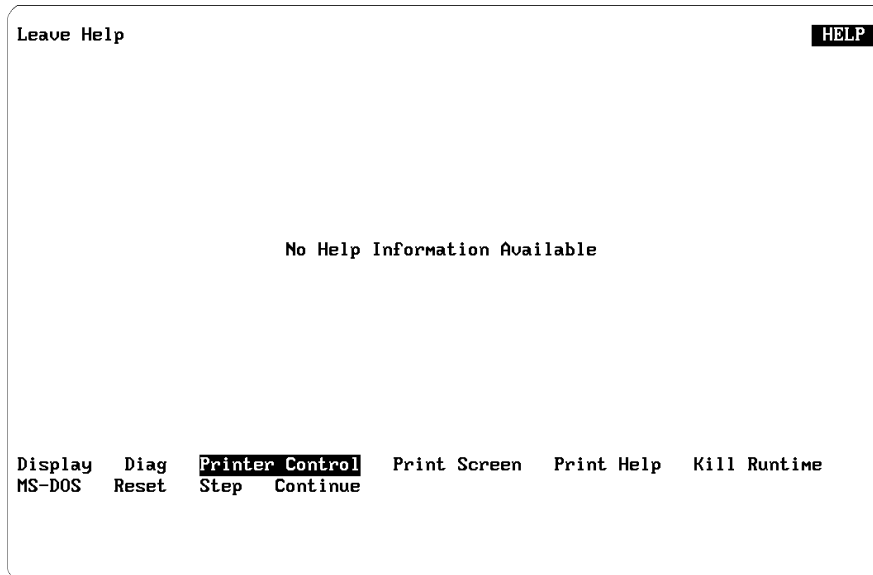 Leave Help HELP
No Help Information Available
Display Diag Printer Control Print Screen Print Help Kill Runtime
MS-DOS Reset Step Continue